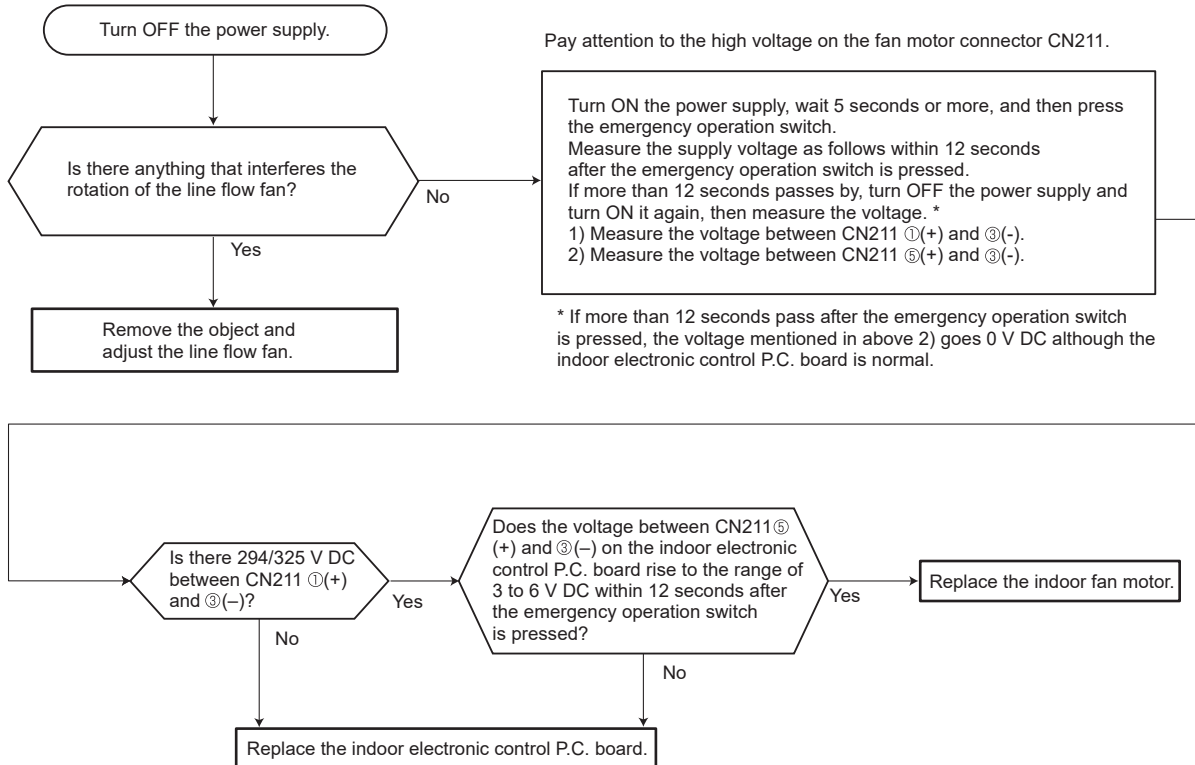 Turn OFF the power supply.
Is there anything that interferes the
rotation of the line flow fan?
No
Yes
Remove the object and
adjust the line flow fan.
Pay attention to the high voltage on the fan motor connector CN211.
Turn ON the power supply, wait 5 seconds or more, and then press
the emergency operation switch.
Measure the supply voltage as follows within 12 seconds
after the emergency operation switch is pressed.
If more than 12 seconds passes by, turn OFF the power supply and
turn ON it again, then measure the voltage. *
1) Measure the voltage between CN211 ①(+) and ③(-).
2) Measure the voltage between CN211 ⑤(+) and ③(-).
* If more than 12 seconds pass after the emergency operation switch
is pressed, the voltage mentioned in above 2) goes 0 V DC although the
indoor electronic control P.C. board is normal.
Is there 294/325 V DC
between CN211 ①(+)
and ③(–)?
Yes
No
Does the voltage between CN211⑤
(+) and ③(–) on the indoor electronic
control P.C. board rise to the range of
3 to 6 V DC within 12 seconds after
the emergency operation switch
is pressed?
Yes
No
Replace the indoor fan motor.
Replace the indoor electronic control P.C. board.